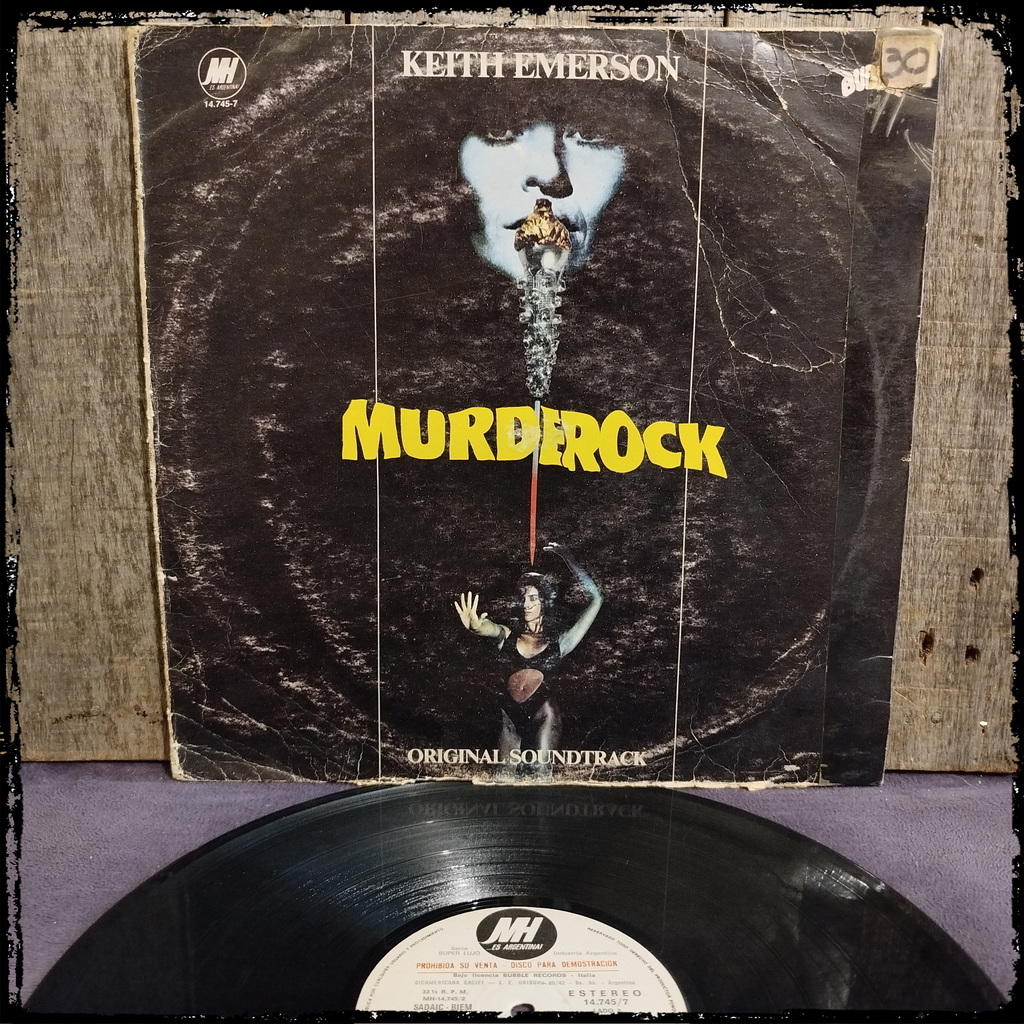 MH
ES ARGENTINA!
14.745-7
KEITH EMERSON
30
MURDEROCK
ORIGINAL SOUNDTRACK
MH
..ES ARGENTINA!
Serie
SUPER LUJO
Industria Argentina
PROHIBIDA SU VENTA - DISCO PARA DEMOSTRACION
Bajo licencia BUBBLE RECORDS - Italia
33 ⅓ R. P. M.
ESTEREO
MH-14.745/2
14.745/7
SADAIC-BIEM